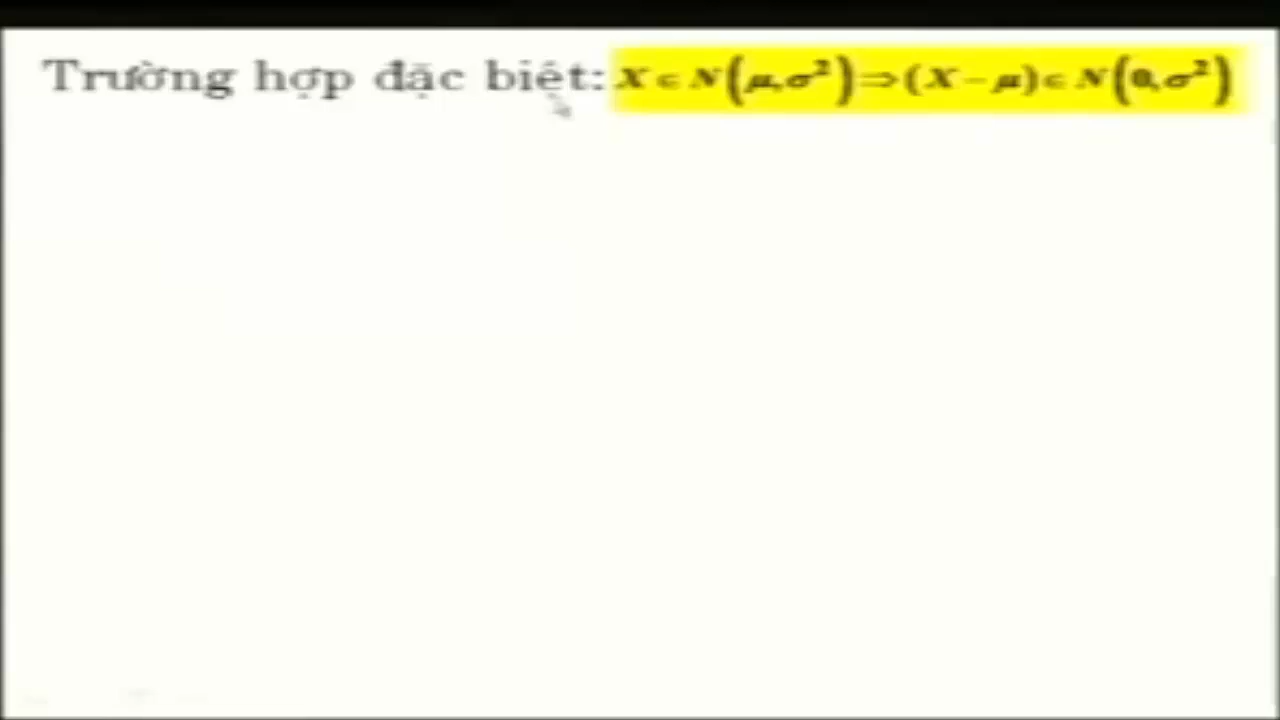 Trường hợp đặc biệt: X ∈ N(μ,σ²) ⇒ (X − μ) ∈ N(0,σ²)